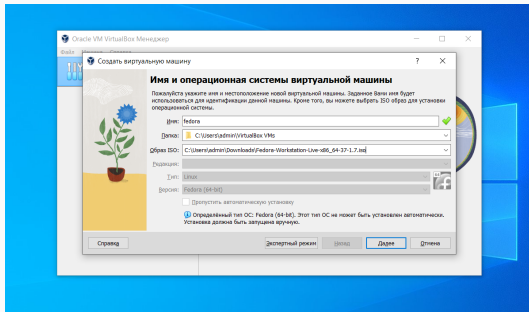 Oracle VM VirtualBox Менеджер
Файл Машина Справка
Создать виртуальную машину
Имя и операционная системы виртуальной машины
Пожалуйста укажите имя и местоположение новой виртуальной машины. Заданное Вами имя будет
использоваться для идентификации данной машины. Кроме того, вы можете выбрать ISO образ для установки
операционной системы.
Имя: fedora
Папка: C:\Users\admin\VirtualBox VMs
Образ ISO: C:\Users\admin\Downloads\Fedora-Workstation-Live-x86_64-37-1.7.iso
Редакция:
Тип: Linux
64
Версия: Fedora (64-bit)
Пропустить автоматическую установку
Определённый тип ОС: Fedora (64-bit). Этот тип ОС не может быть установлен автоматически.
Установка должна быть запущена вручную.
Справка Экспертный режим Назад Далее Отмена